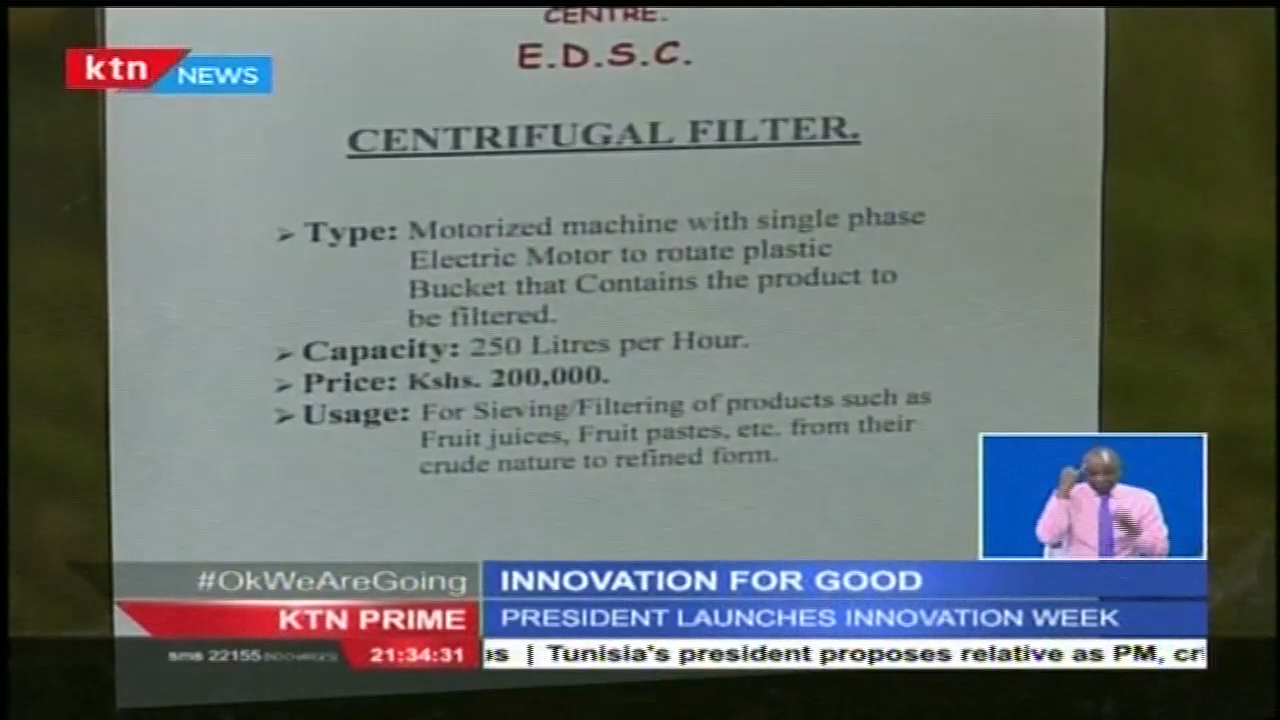 CENTRE.
E.D.S.C.
ktn NEWS
CENTRIFUGAL FILTER.
➢ Type: Motorized machine with single phase
Electric Motor to rotate plastic
Bucket that Contains the product to
be filtered.
➢ Capacity: 250 Litres per Hour.
➢ Price: Kshs. 200,000.
➢ Usage: For Sieving/Filtering of products such as
Fruit juices, Fruit pastes, etc. from their
crude nature to refined form.
#OkWeAreGoing
INNOVATION FOR GOOD
KTN PRIME
PRESIDENT LAUNCHES INNOVATION WEEK
sms 22155
21:34:31
| Tunisia's president proposes relative as PM,